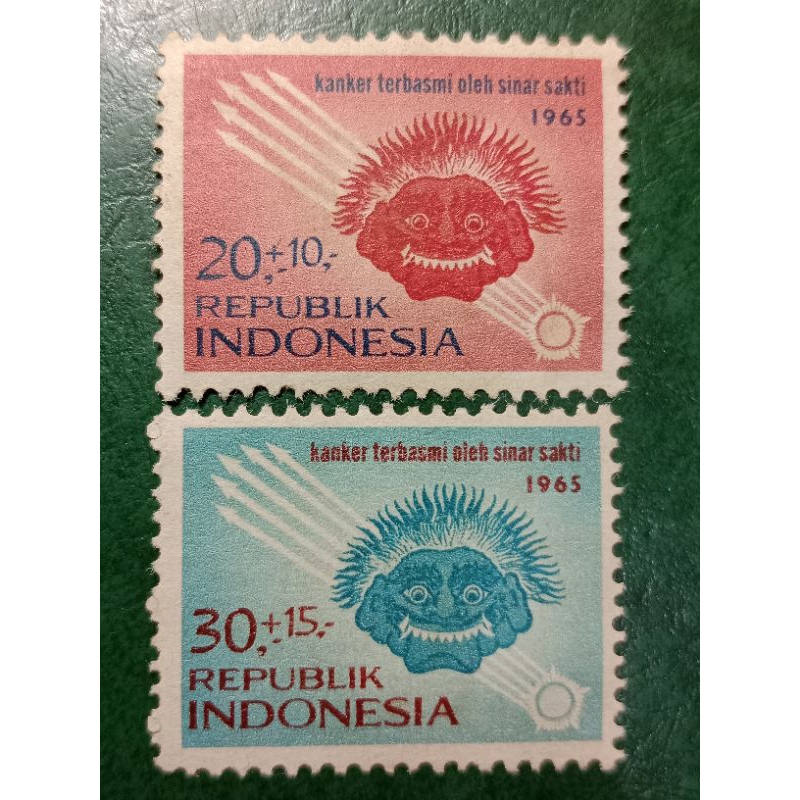 kanker terbasmi oleh sinar sakti
1965
20,+10,-
REPUBLIK
INDONESIA
kanker terbasmi oleh sinar sakti
1965
30,+15,-
REPUBLIK
INDONESIA